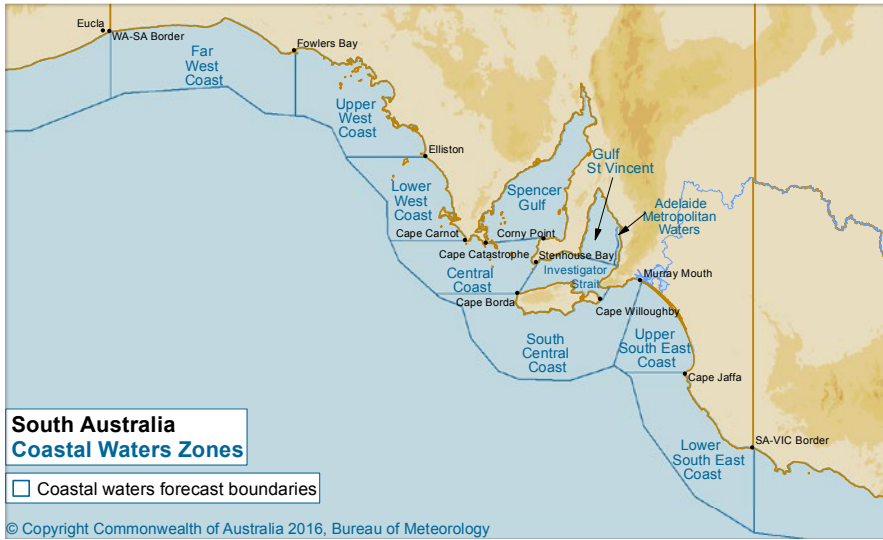 Eucla
WA-SA Border
Fowlers Bay
Far
West
Coast
Upper
West
Coast
Elliston
Gulf
St Vincent
Lower
West
Coast
Spencer
Gulf
Adelaide
Metropolitan
Waters
Cape Carnot
Corny Point
Cape Catastrophe
Stenhouse Bay
Central
Coast
Investigator
Strait
Murray Mouth
Cape Borda
Cape Willoughby
South
Central
Coast
Upper
South East
Coast
Cape Jaffa
South Australia
Coastal Waters Zones
SA-VIC Border
Lower
South East
Coast
Coastal waters forecast boundaries
© Copyright Commonwealth of Australia 2016, Bureau of Meteorology